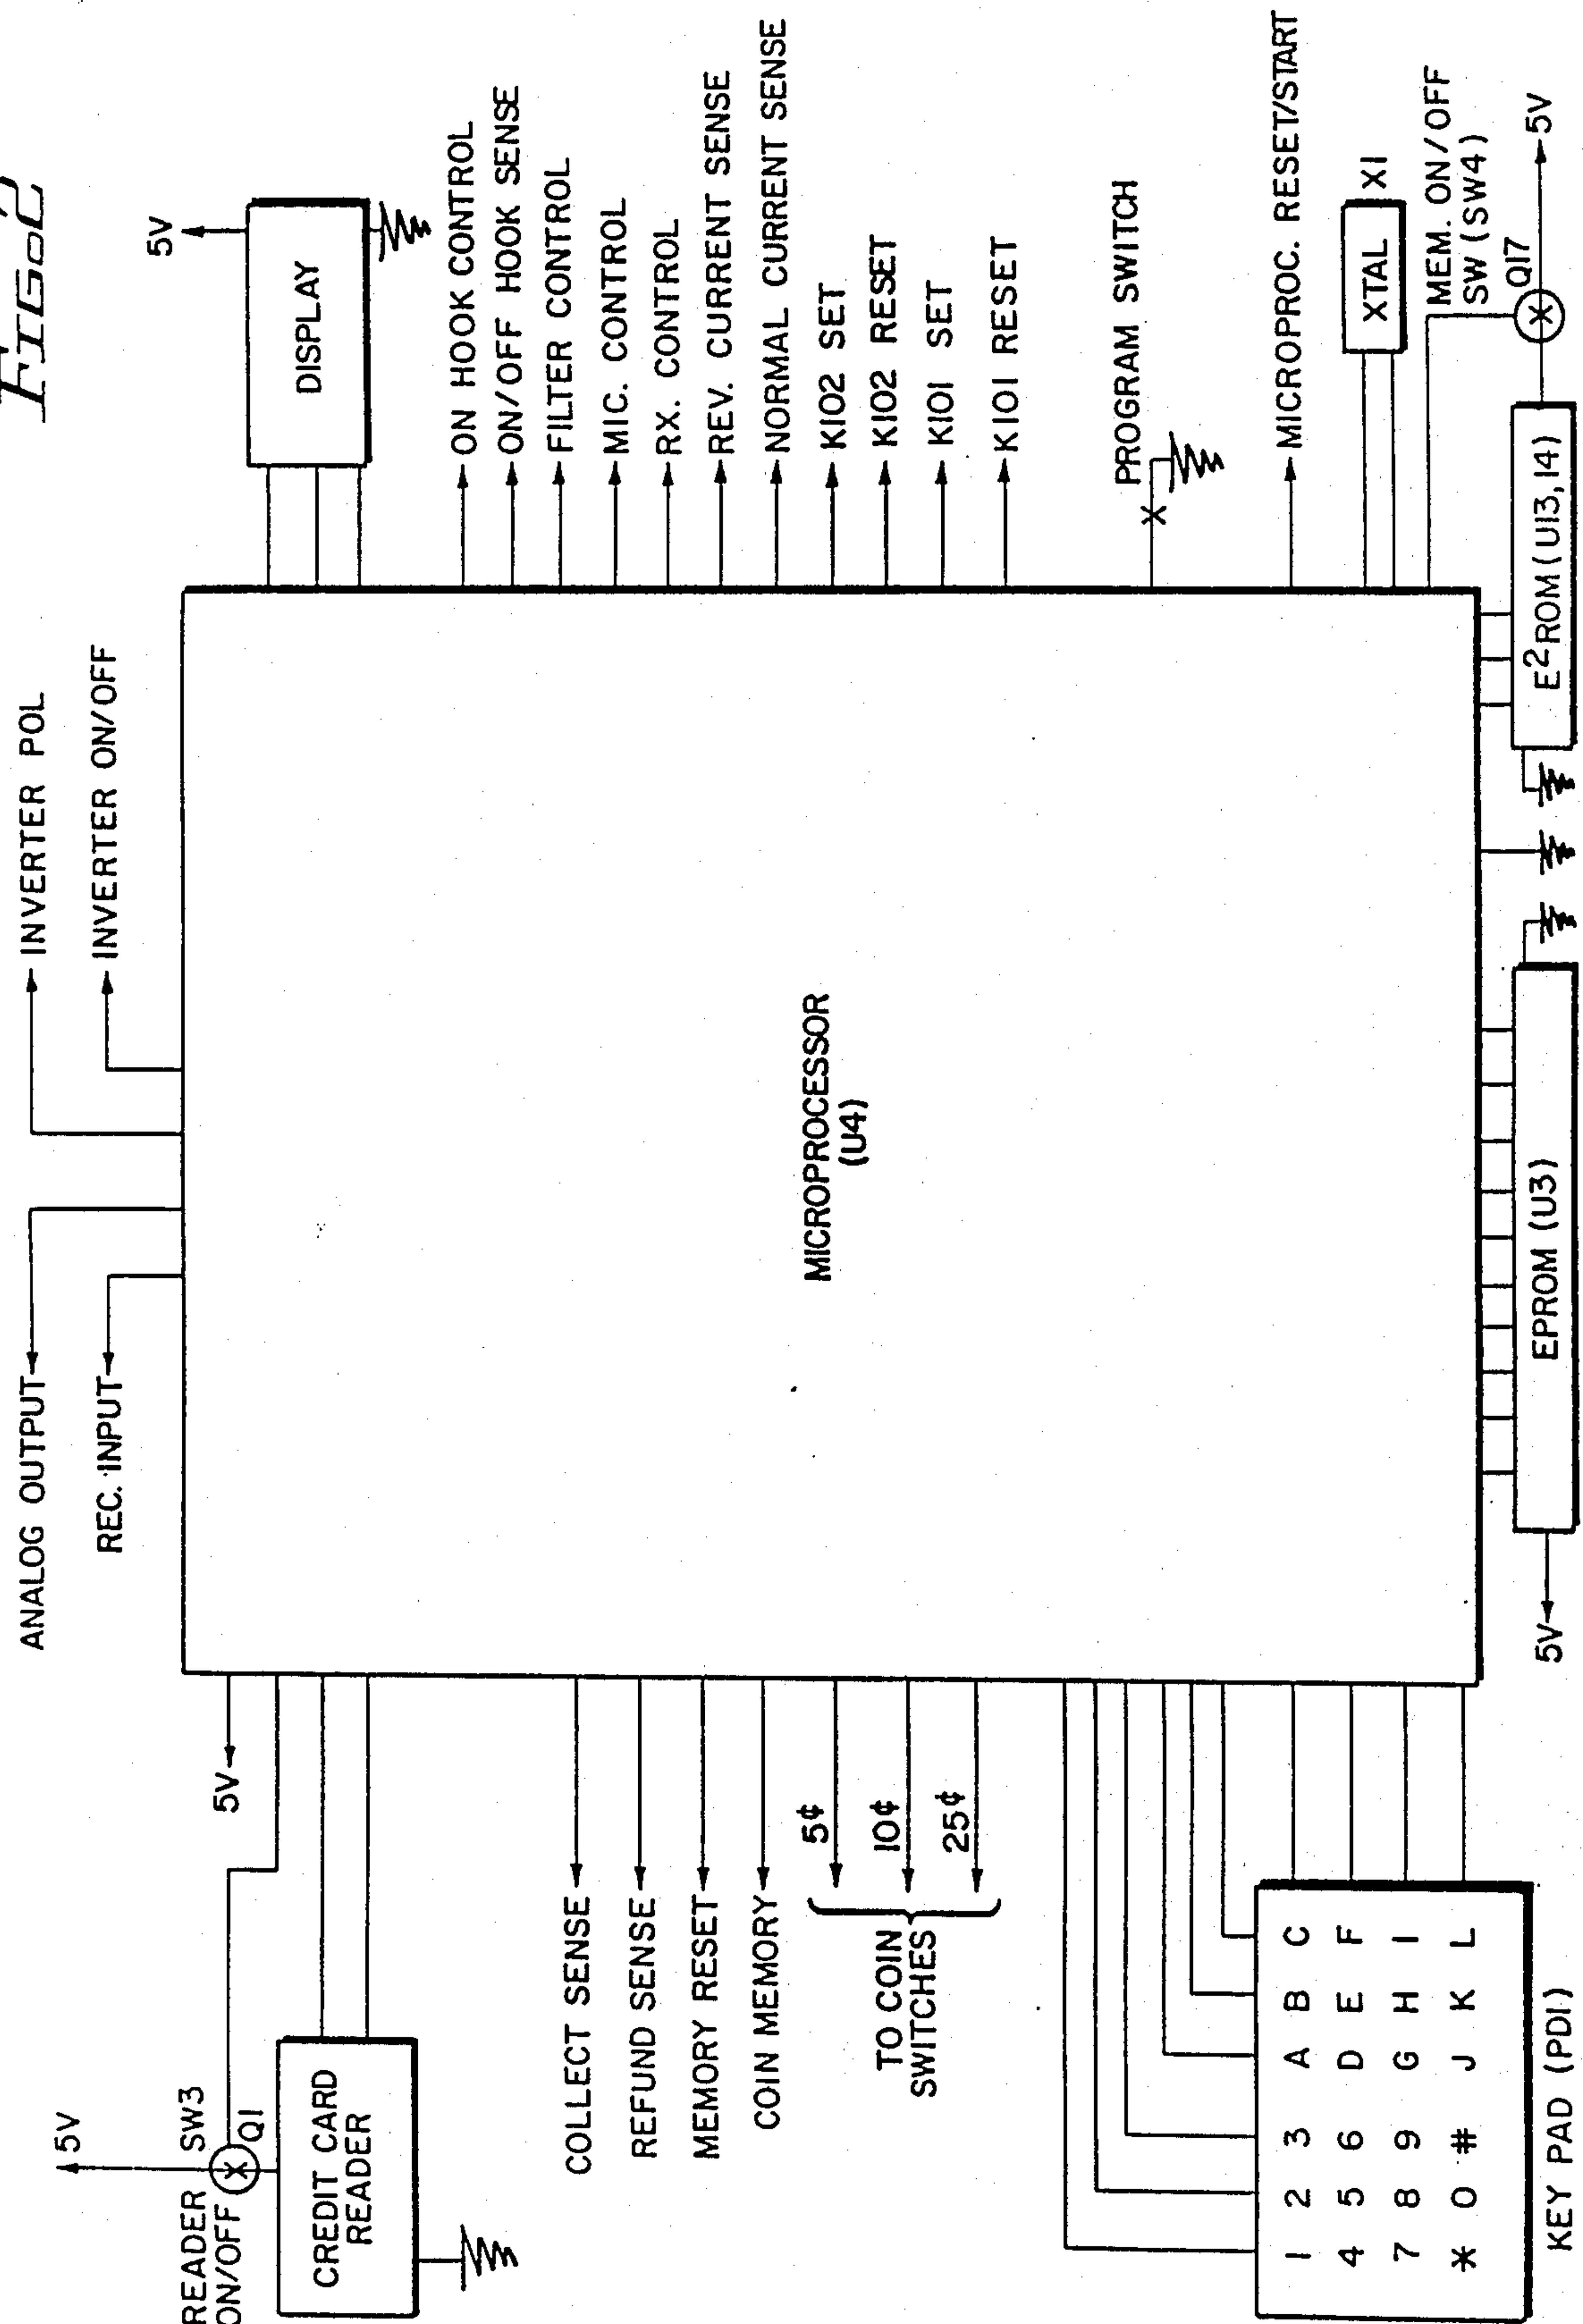 FIG. 2
ANALOG OUTPUT
REC. INPUT
INVERTER POL
INVERTER ON/OFF
5V
READER
ON/OFF
SW3
Q1
CREDIT CARD
READER
5V
COLLECT SENSE
REFUND SENSE
MEMORY RESET
COIN MEMORY
5¢
10¢
25¢
TO COIN
SWITCHES
1 2 3 A B C
4 5 6 D E F
7 8 9 G H I
* 0 # J K L
KEY PAD (PD1)
MICROPROCESSOR
(U4)
5V
DISPLAY
ON HOOK CONTROL
ON/OFF HOOK SENSE
FILTER CONTROL
MIC. CONTROL
RX. CONTROL
REV. CURRENT SENSE
NORMAL CURRENT SENSE
K102 SET
K102 RESET
K101 SET
K101 RESET
PROGRAM SWITCH
MICROPROC. RESET/START
XTAL
X1
MEM. ON/OFF
SW (SW4)
Q17
5V
5V
EPROM (U3)
E²ROM (U13,14)